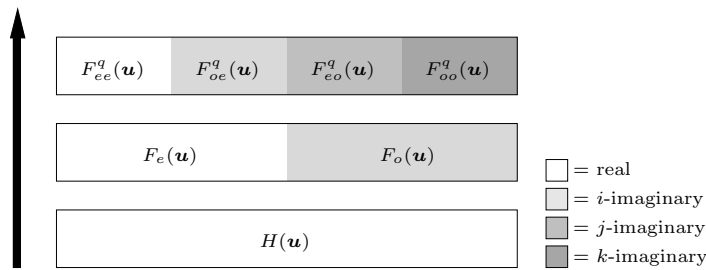 F^q_{ee}(u) F^q_{oe}(u) F^q_{eo}(u) F^q_{oo}(u)
F_e(u) F_o(u)
H(u)
= real
= i-imaginary
= j-imaginary
= k-imaginary